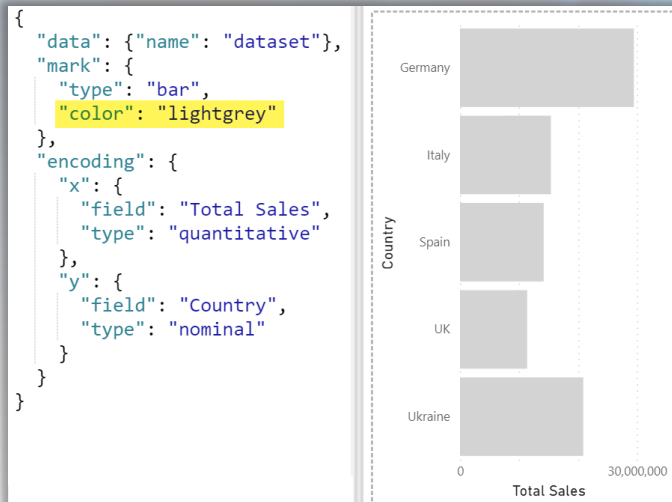 {
"data": {"name": "dataset"},
"mark": {
"type": "bar",
"color": "lightgrey"
},
"encoding": {
"x": {
"field": "Total Sales",
"type": "quantitative"
},
"y": {
"field": "Country",
"type": "nominal"
}
}
}
Country
Germany
Italy
Spain
UK
Ukraine
0
30,000,000
Total Sales